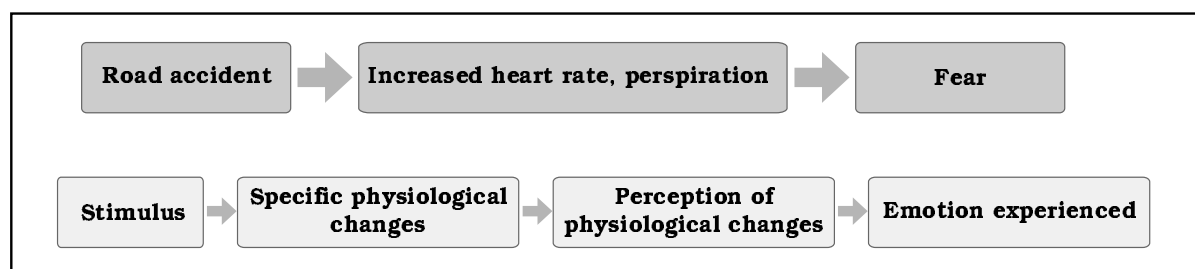 Road accident
Increased heart rate, perspiration
Fear
Stimulus
Specific physiological
changes
Perception of
physiological changes
Emotion experienced